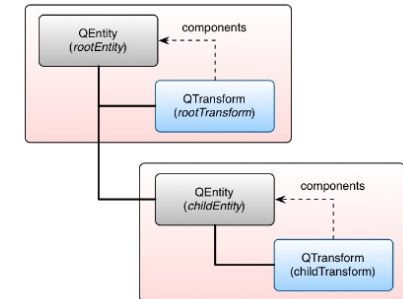 QEntity
(rootEntity)
components
QTransform
(rootTransform)
QEntity
(childEntity)
components
QTransform
(childTransform)